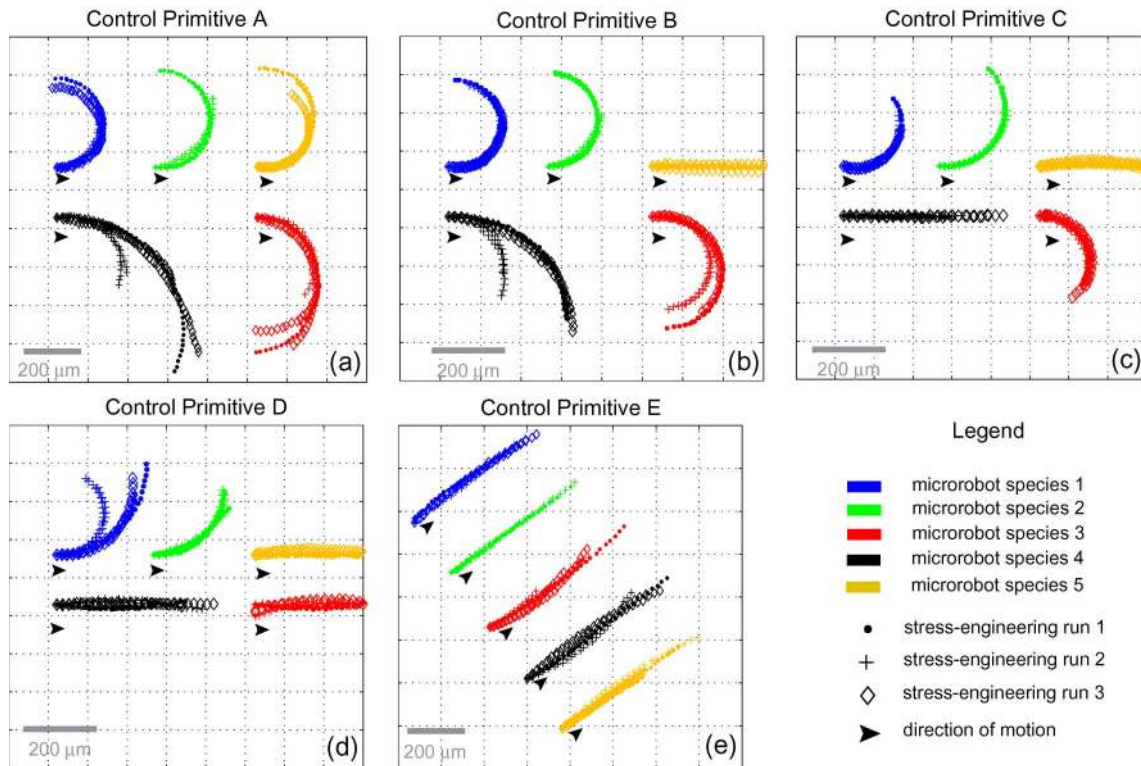 Control Primitive A
Control Primitive B
Control Primitive C
200 μm
(a)
200 μm
(b)
200 μm
(c)
Control Primitive D
Control Primitive E
200 μm
(d)
200 μm
(e)
Legend
microrobot species 1
microrobot species 2
microrobot species 3
microrobot species 4
microrobot species 5
stress-engineering run 1
stress-engineering run 2
stress-engineering run 3
direction of motion